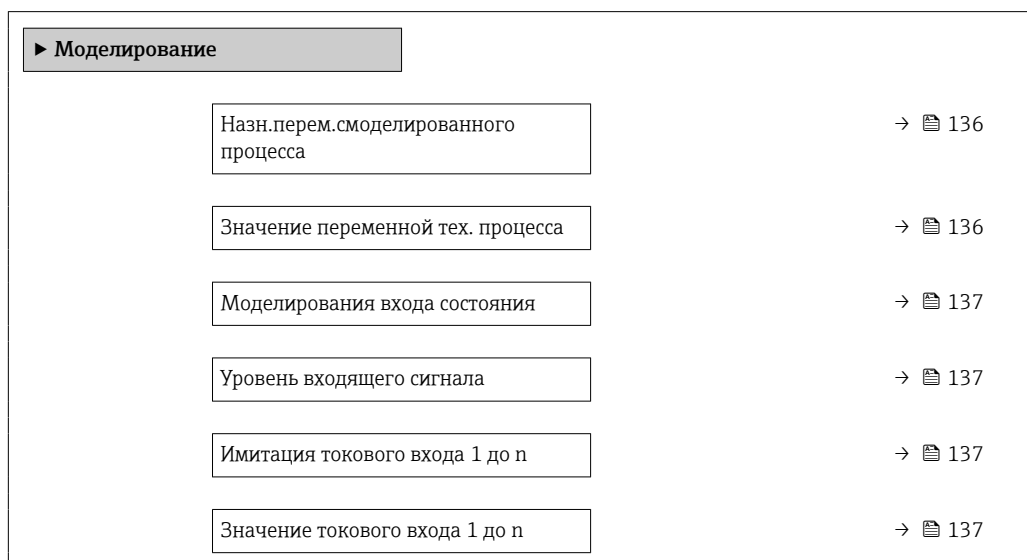 ▶ Моделирование
Назн.перем.смоделированного
процесса
→ 136
Значение переменной тех. процесса
→ 136
Моделирования входа состояния
→ 137
Уровень входящего сигнала
→ 137
Имитация токового входа 1 до n
→ 137
Значение токового входа 1 до n
→ 137